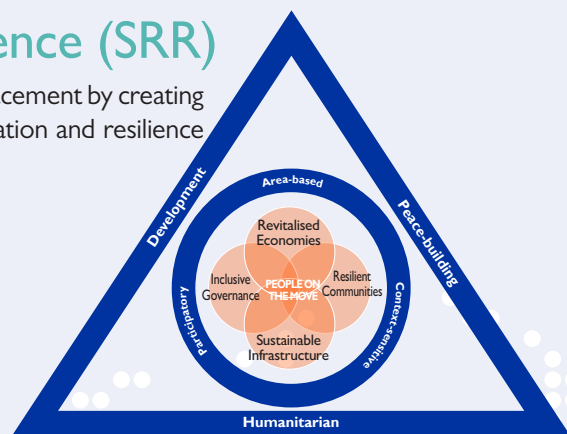 ence (SRR)
cement by creating
ation and resilience
Development
Peace-building
Area-based
Revitalised
Economies
Inclusive
Governance
PEOPLE ON
THE MOVE
Resilient
Communities
Participatory
Context-sensitive
Sustainable
Infrastructure
Humanitarian